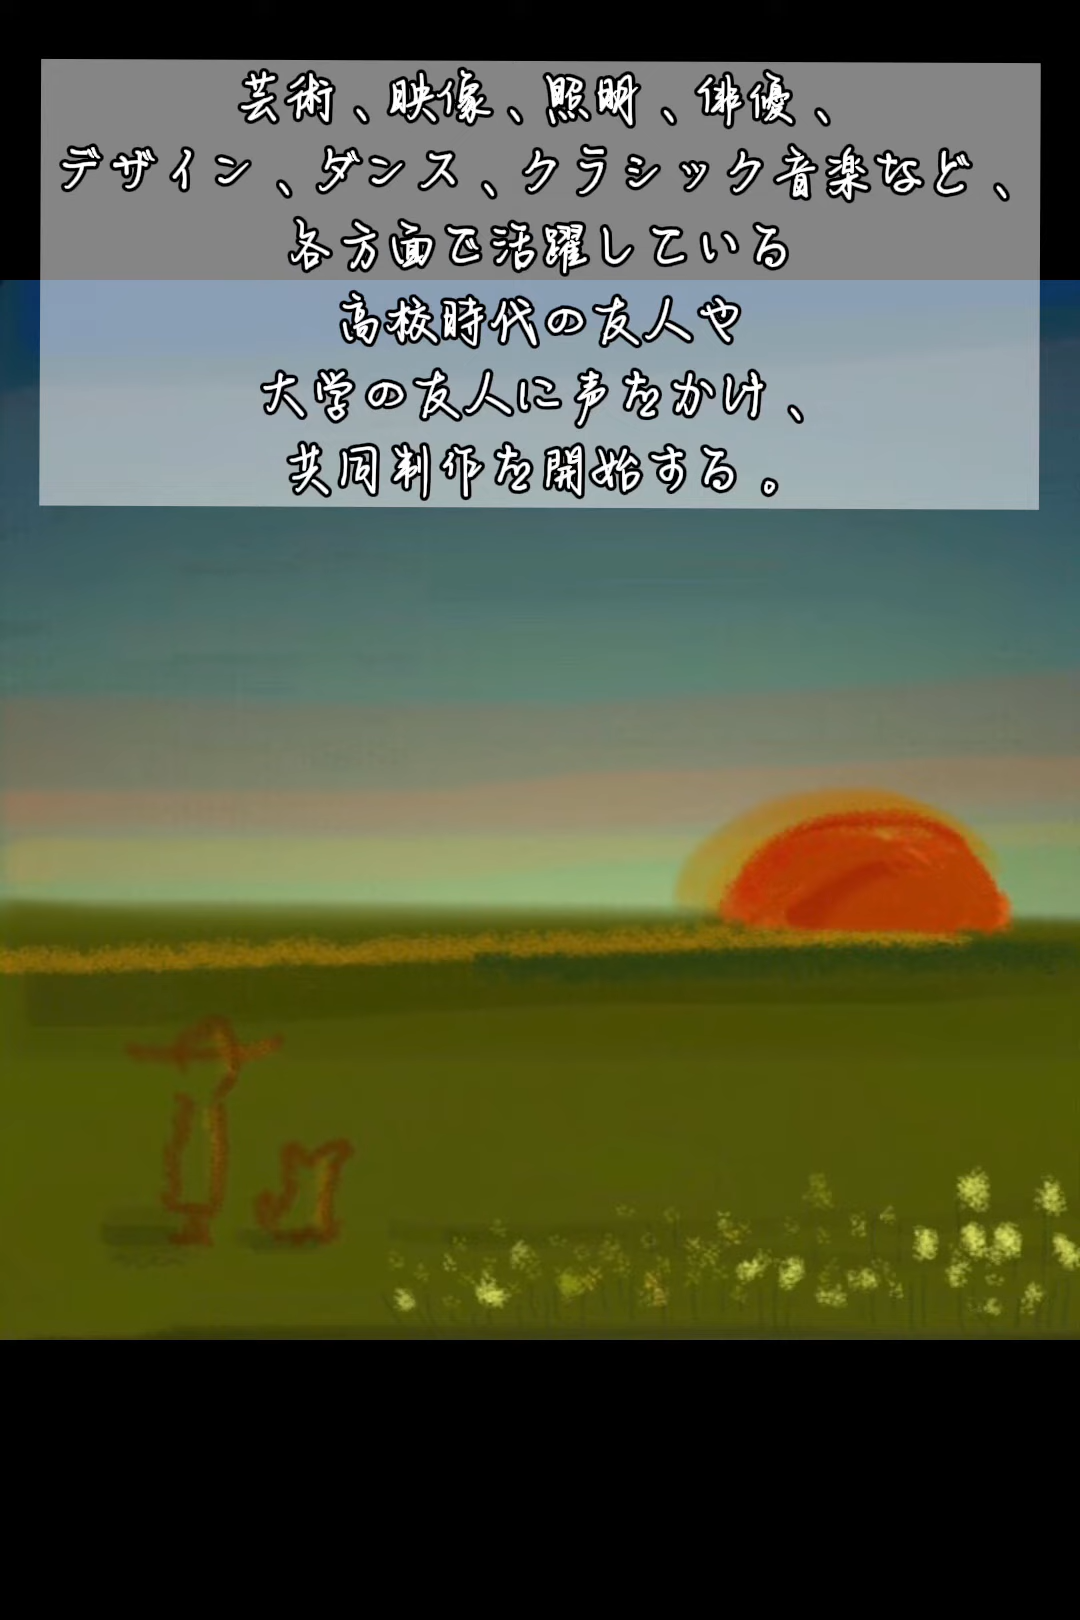 芸術、映像、照明、俳優、
デザイン、ダンス、クラシック音楽など、
各方面で活躍している
高校時代の友人や
大学の友人に声をかけ、
共同制作を開始する。